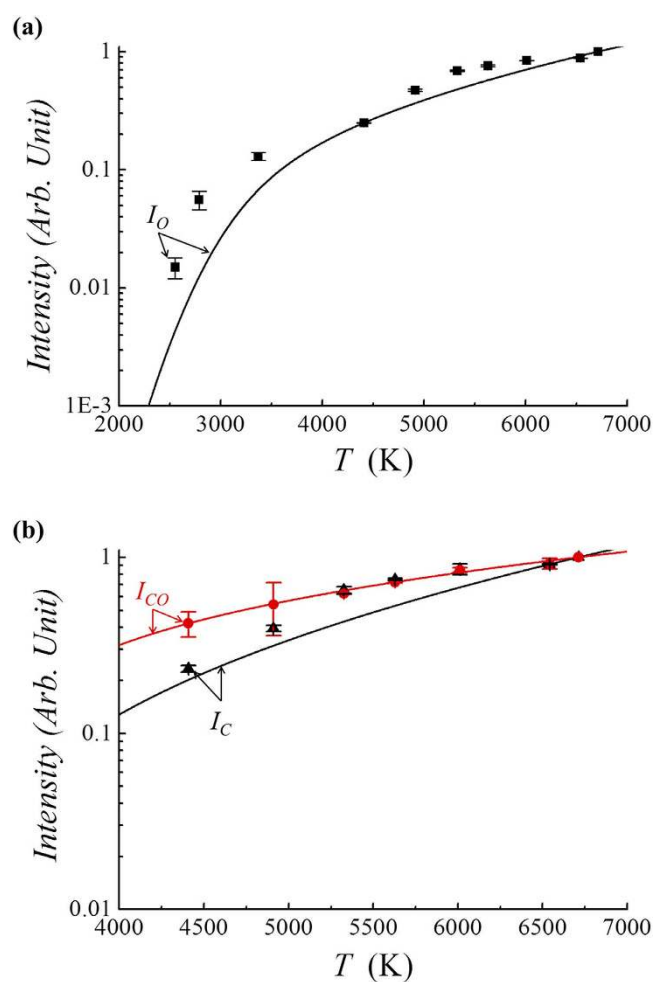 (a)
Intensity (Arb. Unit)
1
0.1
0.01
1E-3
I_O
2000 3000 4000 5000 6000 7000
T (K)
(b)
Intensity (Arb. Unit)
1
0.1
0.01
I_CO
I_C
4000 4500 5000 5500 6000 6500 7000
T (K)